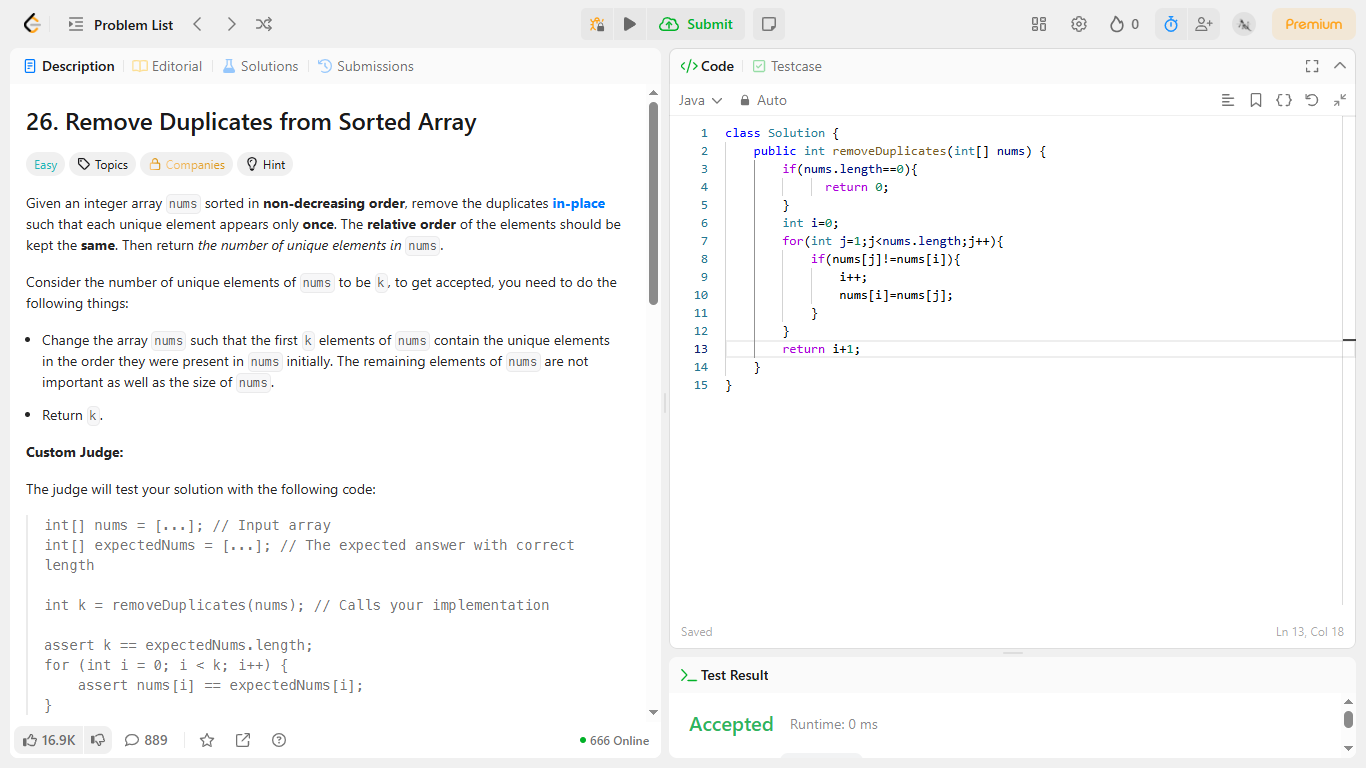 Problem List
Submit
0
Premium
Description
Editorial
Solutions
Submissions
26. Remove Duplicates from Sorted Array
Easy
Topics
Companies
Hint
Given an integer array nums sorted in non-decreasing order, remove the duplicates in-place
such that each unique element appears only once. The relative order of the elements should be
kept the same. Then return the number of unique elements in nums.
Consider the number of unique elements of nums to be k, to get accepted, you need to do the
following things:
• Change the array nums such that the first k elements of nums contain the unique elements
in the order they were present in nums initially. The remaining elements of nums are not
important as well as the size of nums.
• Return k.
Custom Judge:
The judge will test your solution with the following code:
int[] nums = [...]; // Input array
int[] expectedNums = [...]; // The expected answer with correct
length
int k = removeDuplicates(nums); // Calls your implementation
assert k == expectedNums.length;
for (int i = 0; i < k; i++) {
    assert nums[i] == expectedNums[i];
}
16.9K
889
666 Online
</> Code
Testcase
Java
Auto
1 class Solution {
2     public int removeDuplicates(int[] nums) {
3         if(nums.length==0){
4               return 0;
5         }
6         int i=0;
7         for(int j=1;j<nums.length;j++){
8             if(nums[j]!=nums[i]){
9                 i++;
10                 nums[i]=nums[j];
11             }
12         }
13         return i+1;
14     }
15 }
Saved
Ln 13, Col 18
Test Result
Accepted
Runtime: 0 ms